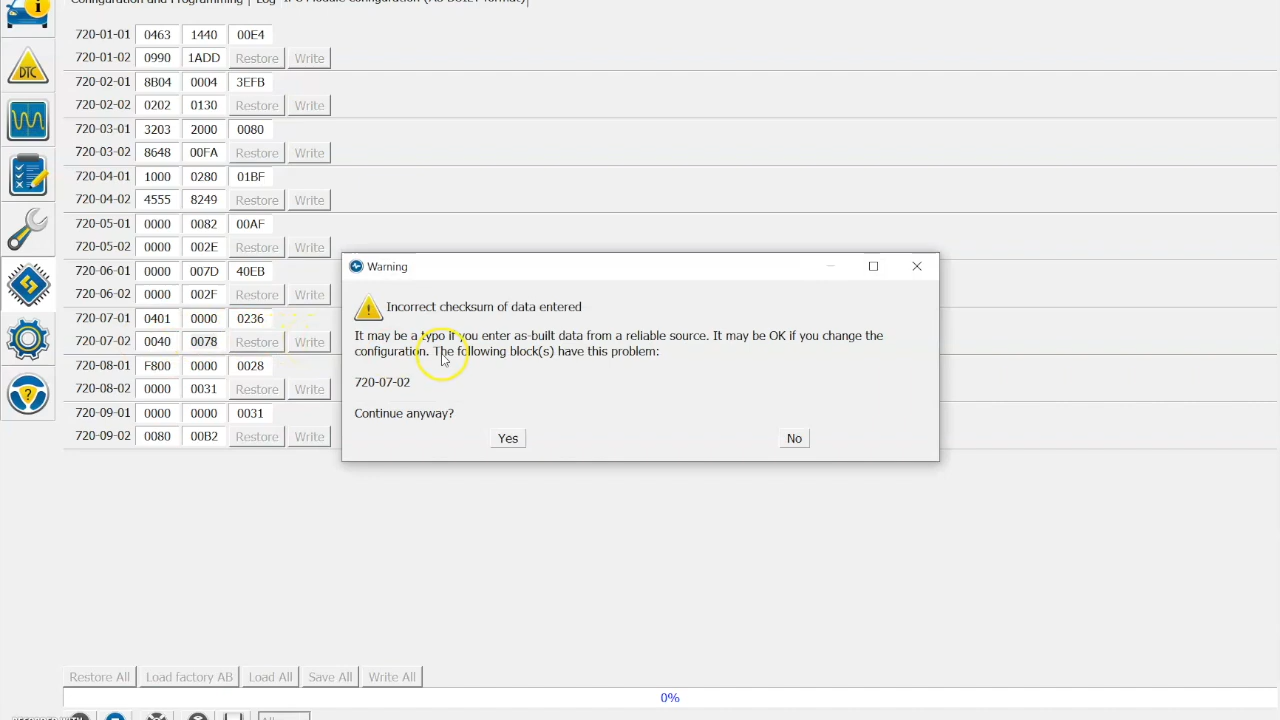 Configuration and Programming Log IPC Module Configuration (AS BUILT format)
i
720-01-01 0463 1440 00E4
720-01-02 0990 1ADD Restore Write
DTC
720-02-01 8B04 0004 3EFB
720-02-02 0202 0130 Restore Write
720-03-01 3203 2000 0080
720-03-02 8648 00FA Restore Write
720-04-01 1000 0280 01BF
720-04-02 4555 8249 Restore Write
720-05-01 0000 0082 00AF
720-05-02 0000 002E Restore Write
720-06-01 0000 007D 40EB
720-06-02 0000 002F Restore Write
720-07-01 0401 0000 0236
720-07-02 0040 0078 Restore Write
720-08-01 F800 0000 0028
720-08-02 0000 0031 Restore Write
?
720-09-01 0000 0000 0031
720-09-02 0080 00B2 Restore Write
Warning
Incorrect checksum of data entered
It may be a typo if you enter as-built data from a reliable source. It may be OK if you change the
configuration. The following block(s) have this problem:
720-07-02
Continue anyway?
Yes No
Restore All Load factory AB Load All Save All Write All
0%
RECORDED WITH